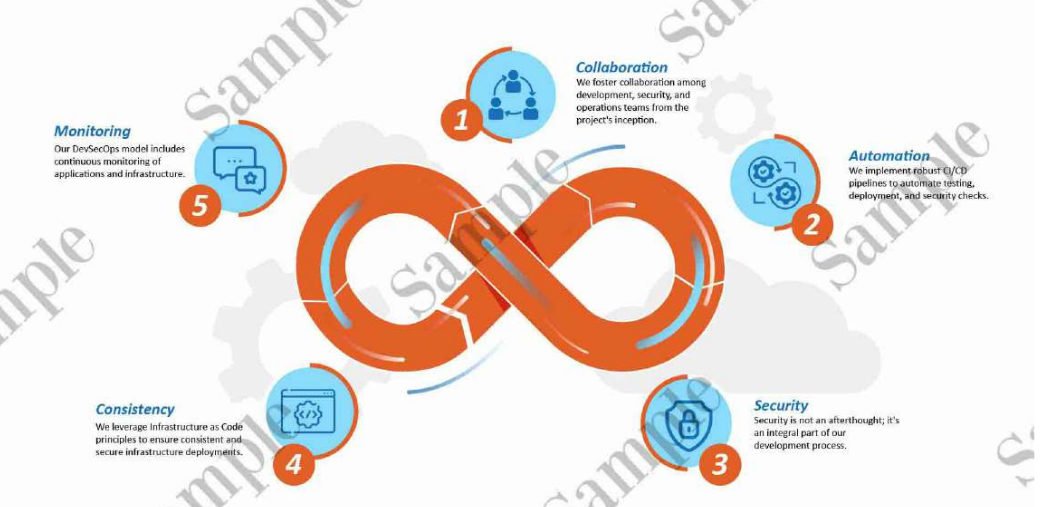 Sample
Sample
1
Collaboration
We foster collaboration among
development, security, and
operations teams from the
project's inception.
Monitoring
Our DevSecOps model includes
continuous monitoring of
applications and infrastructure.
5
Automation
We implement robust CI/CD
pipelines to automate testing,
deployment, and security checks.
2
Sample
Sample
Sample
Consistency
We leverage Infrastructure as Code
principles to ensure consistent and
secure infrastructure deployments.
4
Security
Security is not an afterthought; it's
an integral part of our
development process.
3
Sample
Sample